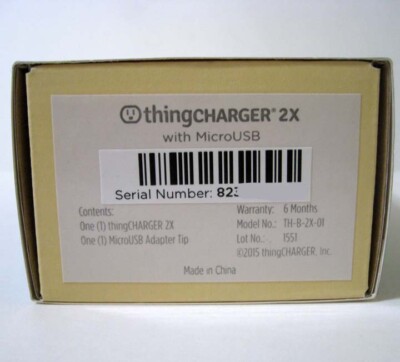 thingCHARGER® 2X
with MicroUSB
Serial Number: 823
Contents:
One (1) thingCHARGER 2X
One (1) MicroUSB Adapter Tip
Warranty: 6 Months
Model No.: TH-B-2X-01
Lot No.: 1551
©2015 thingCHARGER, Inc.
Made in China